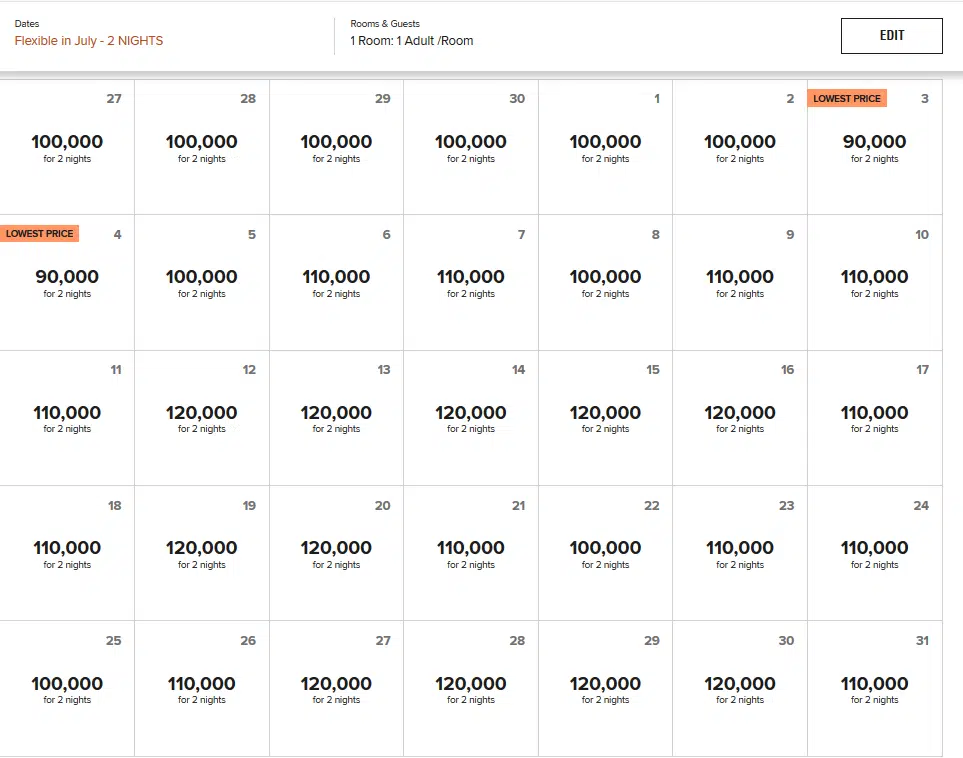 Dates
Flexible in July - 2 NIGHTS
Rooms & Guests
1 Room: 1 Adult /Room
EDIT
27 28 29 30 1 2 LOWEST PRICE 3
100,000 100,000 100,000 100,000 100,000 100,000 90,000
for 2 nights for 2 nights for 2 nights for 2 nights for 2 nights for 2 nights for 2 nights
LOWEST PRICE 4 5 6 7 8 9 10
90,000 100,000 110,000 110,000 100,000 110,000 110,000
for 2 nights for 2 nights for 2 nights for 2 nights for 2 nights for 2 nights for 2 nights
11 12 13 14 15 16 17
110,000 120,000 120,000 120,000 120,000 120,000 110,000
for 2 nights for 2 nights for 2 nights for 2 nights for 2 nights for 2 nights for 2 nights
18 19 20 21 22 23 24
110,000 120,000 120,000 110,000 100,000 110,000 110,000
for 2 nights for 2 nights for 2 nights for 2 nights for 2 nights for 2 nights for 2 nights
25 26 27 28 29 30 31
100,000 110,000 120,000 120,000 120,000 120,000 110,000
for 2 nights for 2 nights for 2 nights for 2 nights for 2 nights for 2 nights for 2 nights